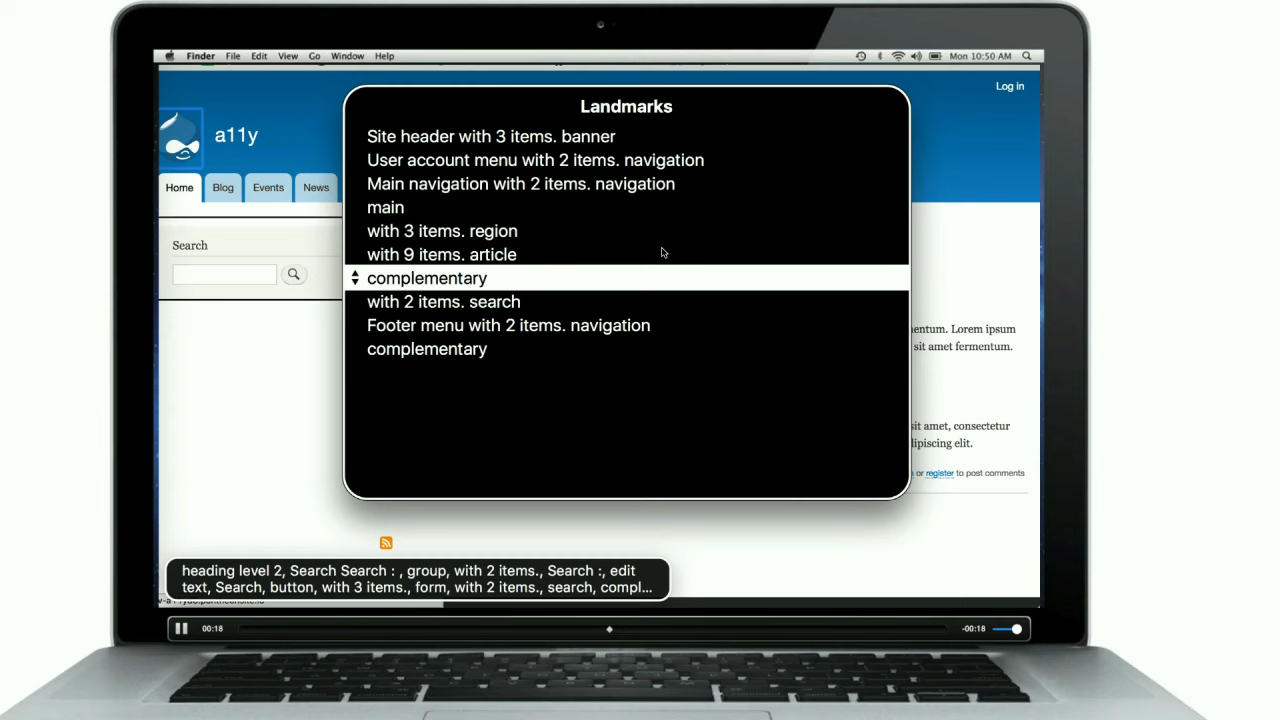 Finder File Edit View Go Window Help Mon 10:50 AM
Log in
a11y
Home Blog Events News
Search
Landmarks
Site header with 3 items. banner
User account menu with 2 items. navigation
Main navigation with 2 items. navigation
main
with 3 items. region
with 9 items. article
complementary
with 2 items. search
Footer menu with 2 items. navigation
complementary
entum. Lorem ipsum
sit amet fermentum.
sit amet, consectetur
lipiscing elit.
or register to post comments
heading level 2, Search Search : , group, with 2 items., Search :, edit
text, Search, button, with 3 items., form, with 2 items., search, compl...
00:18 -00:18